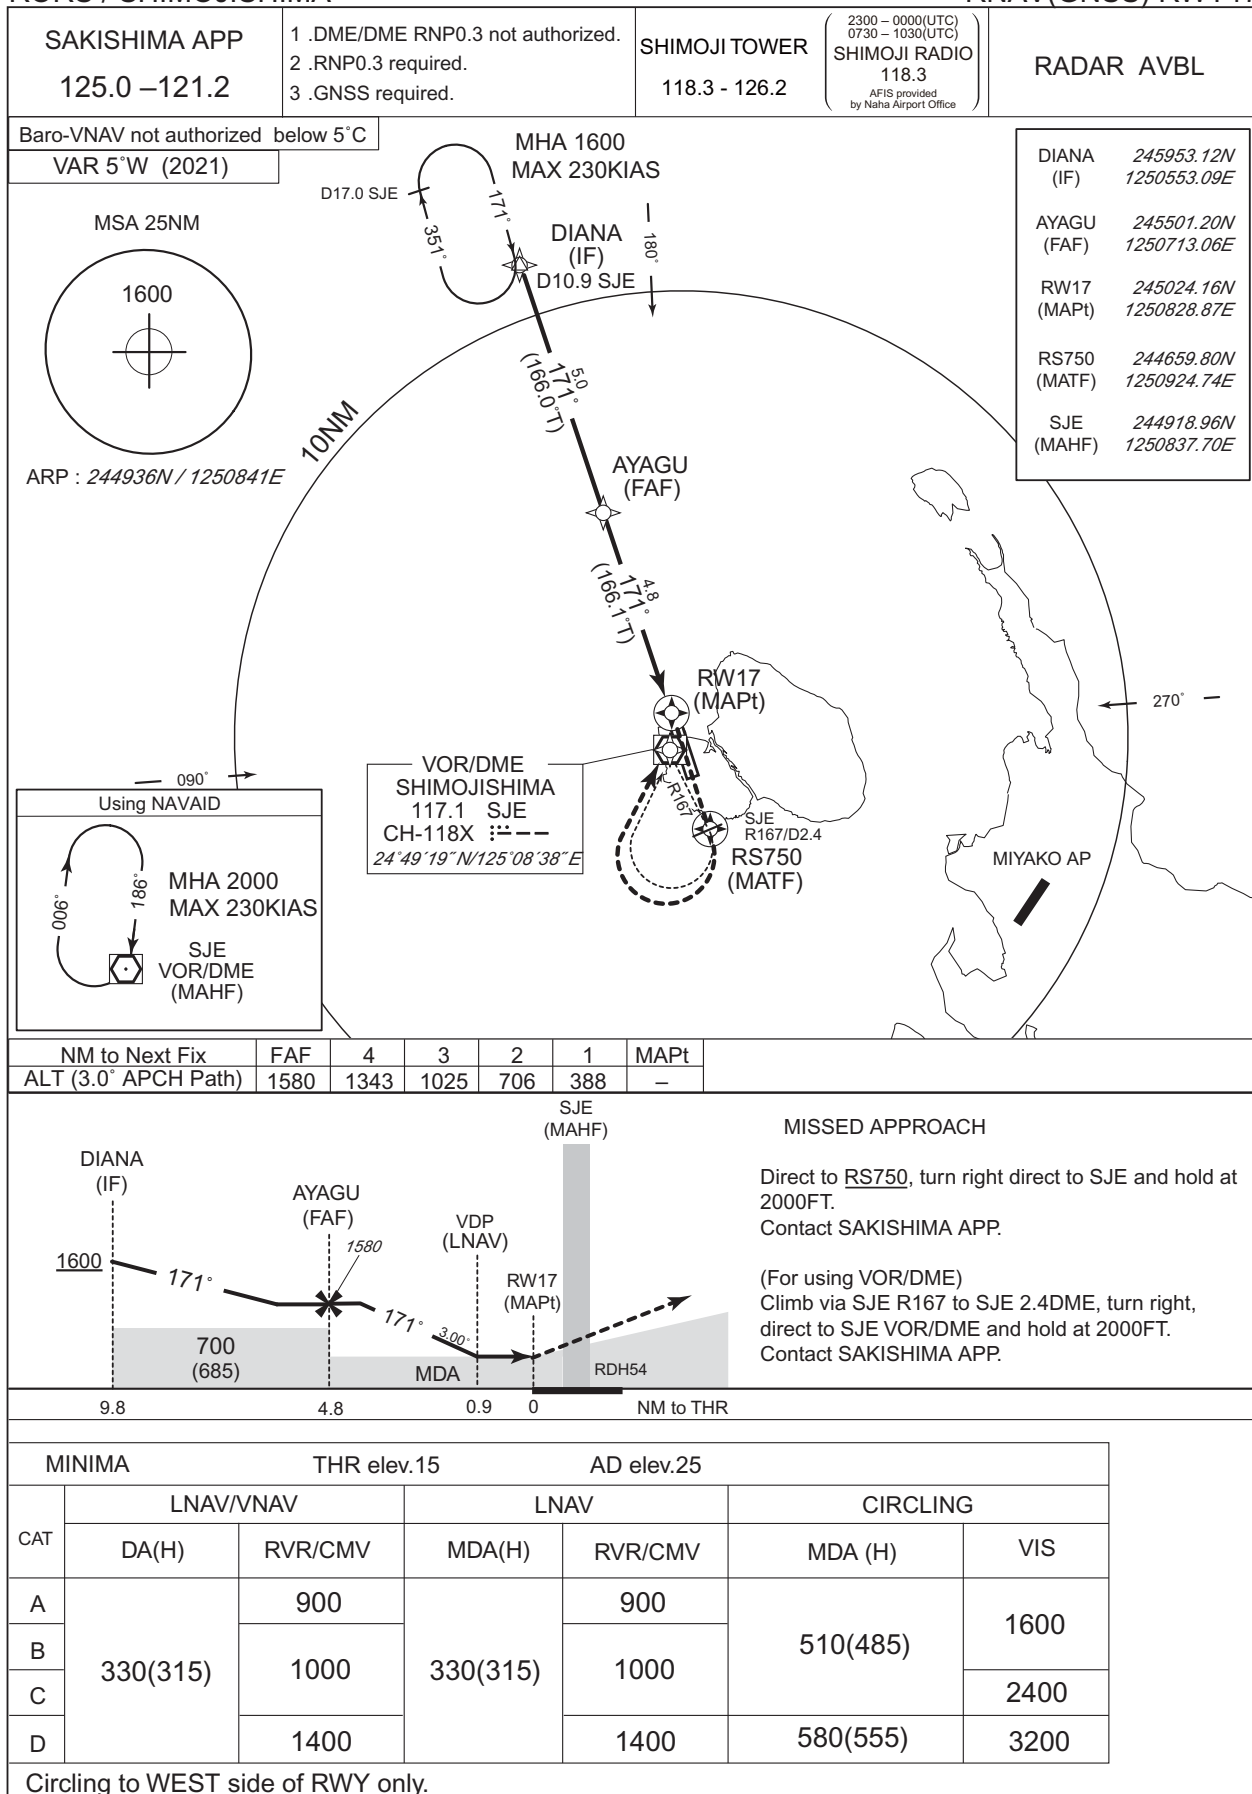 SAKISHIMA APP
125.0 –121.2
1 .DME/DME RNP0.3 not authorized.
2 .RNP0.3 required.
3 .GNSS required.
SHIMOJI TOWER
118.3 - 126.2
2300 – 0000(UTC)
0730 – 1030(UTC)
SHIMOJI RADIO
118.3
AFIS provided
by Naha Airport Office
RADAR AVBL
Baro-VNAV not authorized below 5˚C
VAR 5˚W (2021)
MSA 25NM
1600
ARP : 244936N / 1250841E
MHA 1600
MAX 230KIAS
D17.0 SJE
171˚
351˚
DIANA
(IF)
D10.9 SJE
180˚
DIANA 245953.12N
(IF) 1250553.09E
AYAGU 245501.20N
(FAF) 1250713.06E
RW17 245024.16N
(MAPt) 1250828.87E
RS750 244659.80N
(MATF) 1250924.74E
SJE 244918.96N
(MAHF) 1250837.70E
10NM
5.0
171˚
(166.0˚T)
AYAGU
(FAF)
4.8
171˚
(166.1˚T)
RW17
(MAPt)
270˚
090˚
VOR/DME
SHIMOJISHIMA
117.1 SJE
CH-118X
24˚49´19˝N/125˚08´38˝E
R167
SJE
R167/D2.4
RS750
(MATF)
MIYAKO AP
Using NAVAID
006˚
186˚
MHA 2000
MAX 230KIAS
SJE
VOR/DME
(MAHF)
NM to Next Fix FAF 4 3 2 1 MAPt
ALT (3.0˚ APCH Path) 1580 1343 1025 706 388 –
DIANA
(IF)
1600
171˚
AYAGU
(FAF)
1580
171˚
3.00˚
VDP
(LNAV)
RW17
(MAPt)
SJE
(MAHF)
700
(685)
MDA
RDH54
9.8 4.8 0.9 0 NM to THR
MISSED APPROACH
Direct to RS750, turn right direct to SJE and hold at
2000FT.
Contact SAKISHIMA APP.
(For using VOR/DME)
Climb via SJE R167 to SJE 2.4DME, turn right,
direct to SJE VOR/DME and hold at 2000FT.
Contact SAKISHIMA APP.
MINIMA THR elev.15 AD elev.25
CAT LNAV/VNAV LNAV CIRCLING
DA(H) RVR/CMV MDA(H) RVR/CMV MDA (H) VIS
A 900 900
B 330(315) 1000 330(315) 1000 510(485) 1600
C 2400
D 1400 1400 580(555) 3200
Circling to WEST side of RWY only.